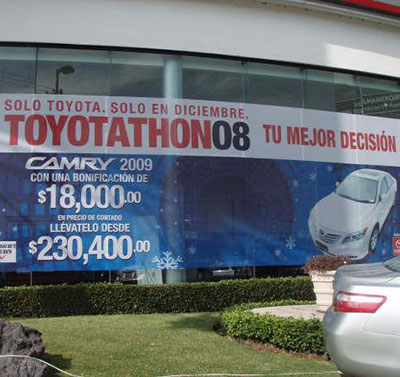 SOLO TOYOTA. SOLO EN DICIEMBRE.
TOYOTATHON08 TU MEJOR DECISIÓN
CAMRY 2009
CON UNA BONIFICACIÓN DE
$18,000.00
EN PRECIO DE CONTADO
LLÉVATELO DESDE
$230,400.00